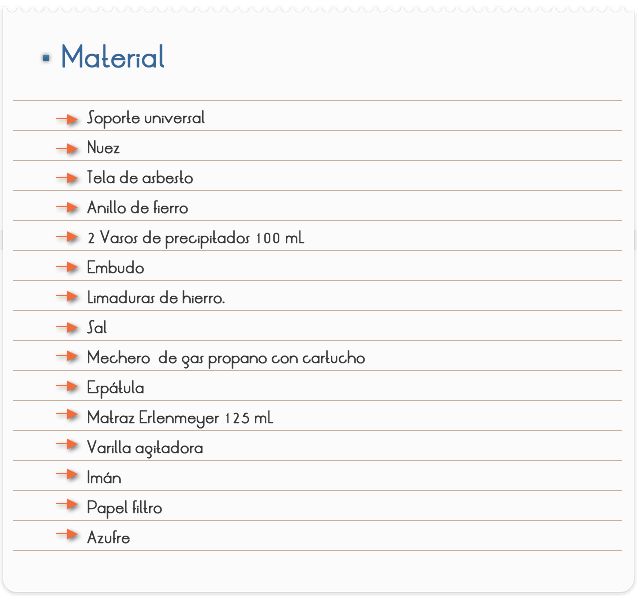 Material
Soporte universal
Nuez
Tela de asbesto
Anillo de fierro
2 Vasos de precipitados 100 mL
Embudo
Limaduras de hierro.
Sal
Mechero de gas propano con cartucho
Espátula
Matraz Erlenmeyer 125 mL
Varilla agitadora
Imán
Papel filtro
Azufre